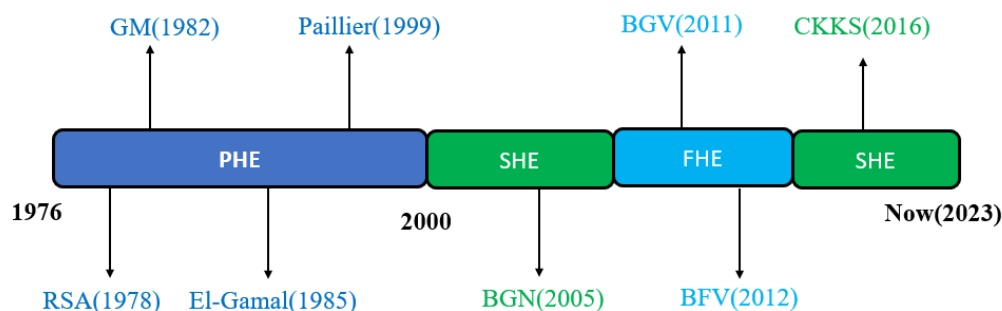 GM(1982) Paillier(1999) BGV(2011) CKKS(2016)
PHE SHE FHE SHE
1976 2000 Now(2023)
RSA(1978) El-Gamal(1985) BGN(2005) BFV(2012)